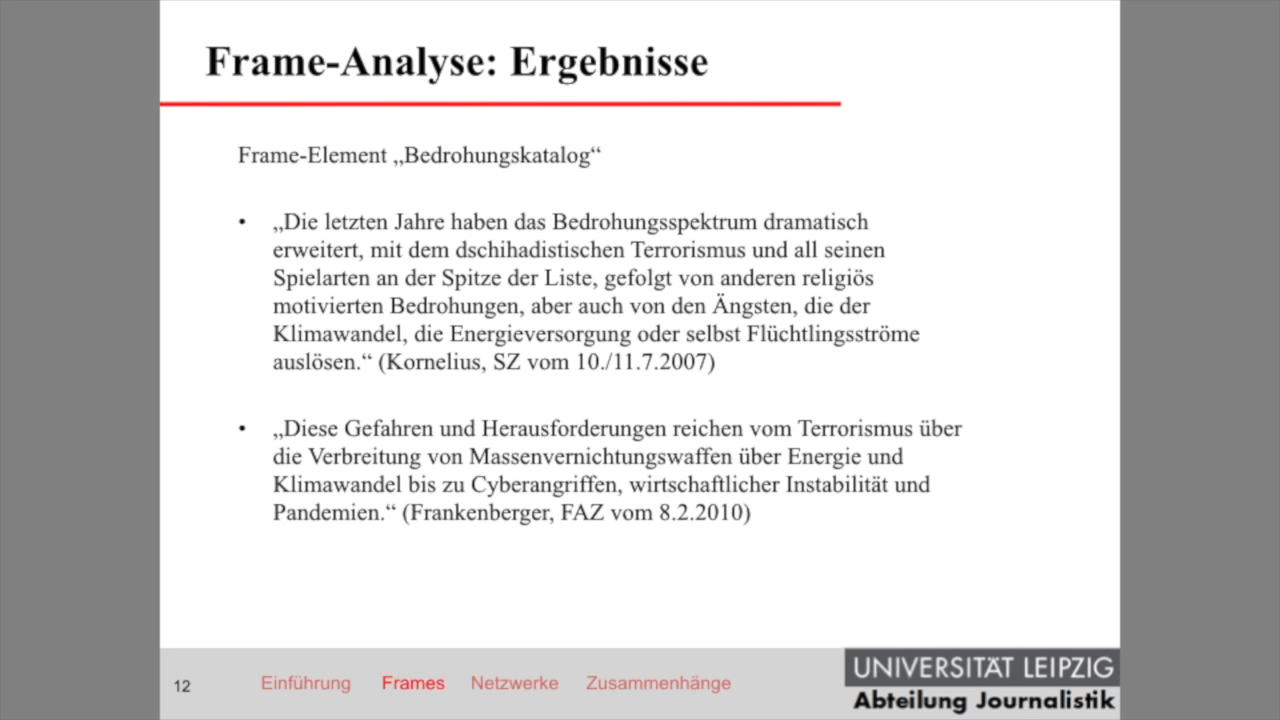 Frame-Analyse: Ergebnisse
Frame-Element „Bedrohungskatalog“
• „Die letzten Jahre haben das Bedrohungsspektrum dramatisch
erweitert, mit dem dschihadistischen Terrorismus und all seinen
Spielarten an der Spitze der Liste, gefolgt von anderen religiös
motivierten Bedrohungen, aber auch von den Ängsten, die der
Klimawandel, die Energieversorgung oder selbst Flüchtlingsströme
auslösen.“ (Kornelius, SZ vom 10./11.7.2007)
• „Diese Gefahren und Herausforderungen reichen vom Terrorismus über
die Verbreitung von Massenvernichtungswaffen über Energie und
Klimawandel bis zu Cyberangriffen, wirtschaftlicher Instabilität und
Pandemien.“ (Frankenberger, FAZ vom 8.2.2010)
12 Einführung Frames Netzwerke Zusammenhänge
UNIVERSITÄT LEIPZIG
Abteilung Journalistik